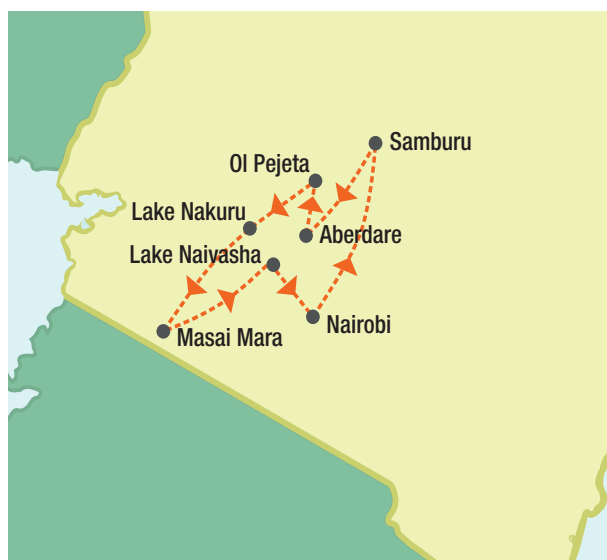 Samburu
Ol Pejeta
Lake Nakuru
Aberdare
Lake Naivasha
Nairobi
Masai Mara